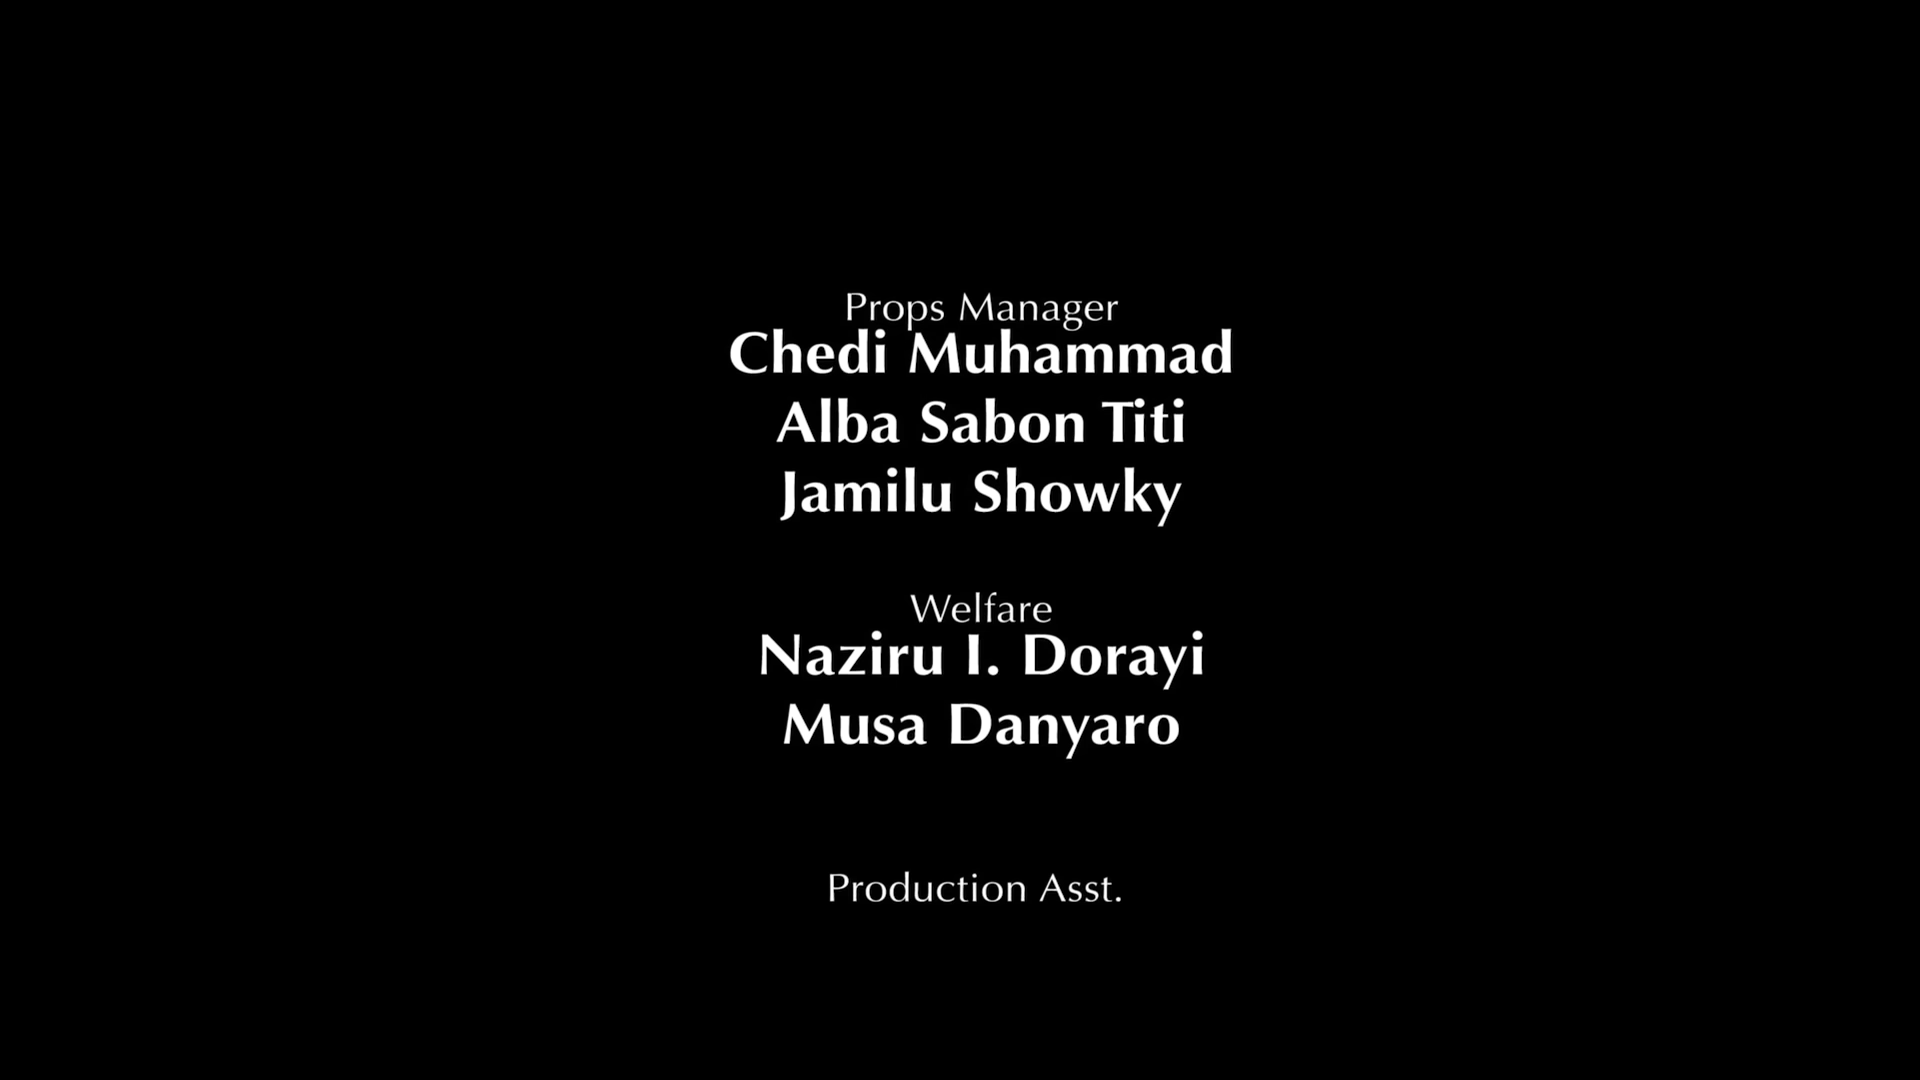 Props Manager
Chedi Muhammad
Alba Sabon Titi
Jamilu Showky
Welfare
Naziru I. Dorayi
Musa Danyaro
Production Asst.